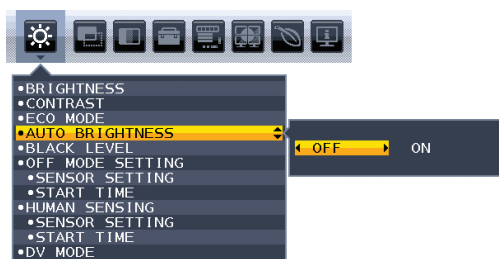 •BRIGHTNESS
•CONTRAST
•ECO MODE
•AUTO BRIGHTNESS
OFF ON
•BLACK LEVEL
•OFF MODE SETTING
•SENSOR SETTING
•START TIME
•HUMAN SENSING
•SENSOR SETTING
•START TIME
•DV MODE